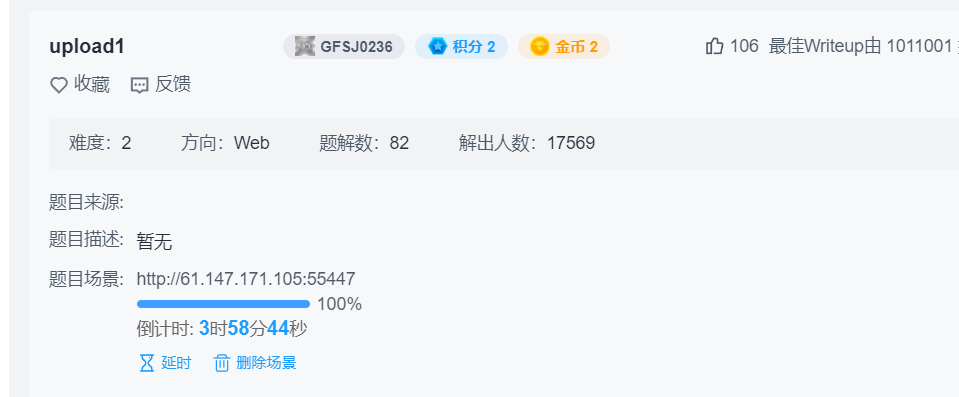 upload1 GFSJ0236 积分 2 金币 2 106 最佳Writeup由 1011001
收藏 反馈
难度：2 方向：Web 题解数：82 解出人数：17569
题目来源:
题目描述: 暂无
题目场景: http://61.147.171.105:55447
100%
倒计时: 3时58分44秒
延时 删除场景